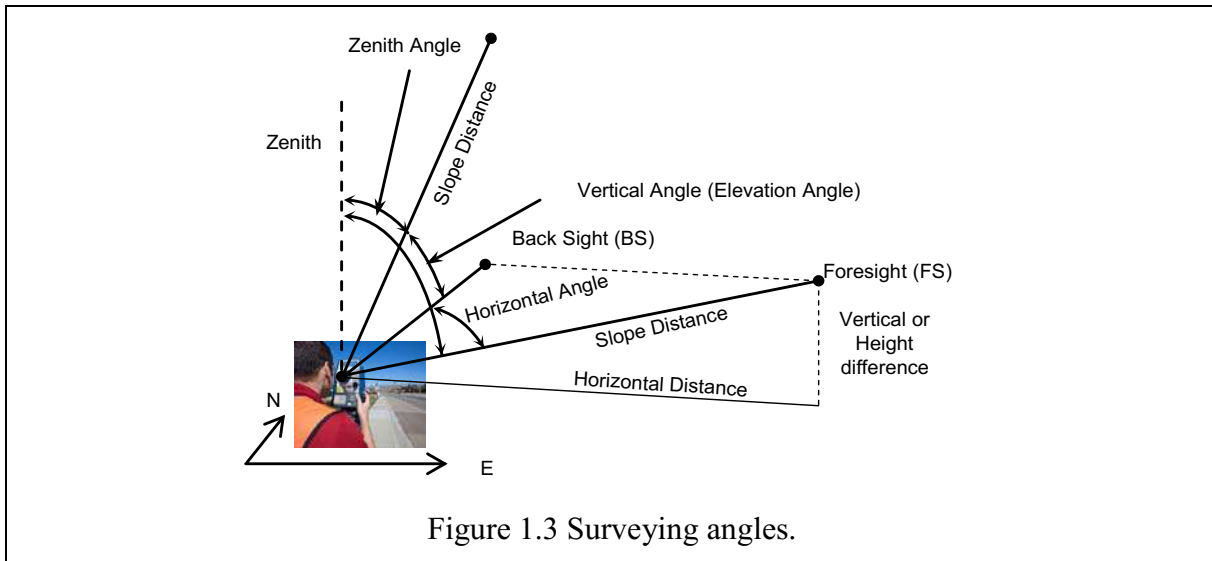 Zenith Angle
Zenith
Slope Distance
Vertical Angle (Elevation Angle)
Back Sight (BS)
Foresight (FS)
Horizontal Angle
Slope Distance
Vertical or
Height
difference
Horizontal Distance
N
E
Figure 1.3 Surveying angles.